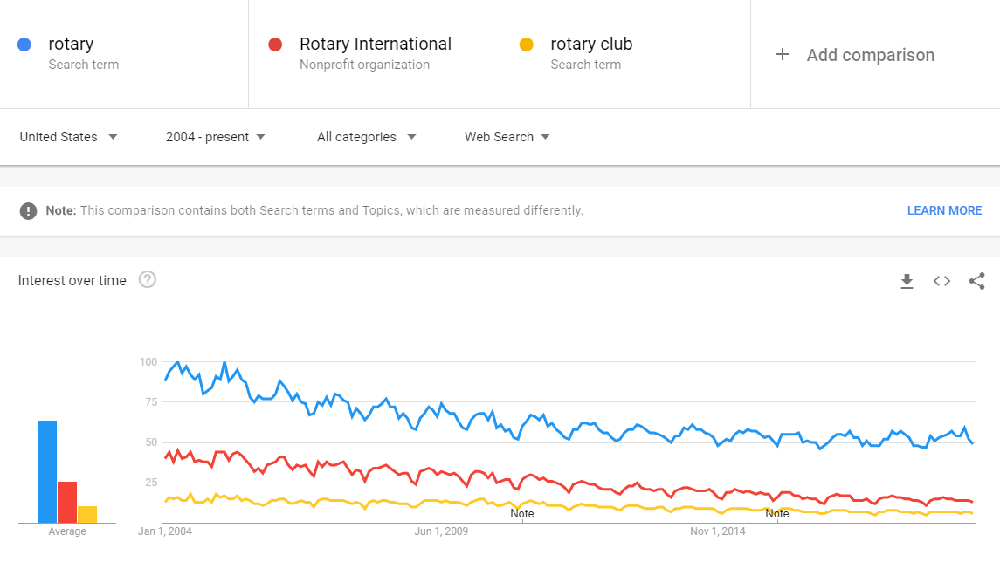 rotary
Search term
Rotary International
Nonprofit organization
rotary club
Search term
+ Add comparison
United States
2004 - present
All categories
Web Search
Note: This comparison contains both Search terms and Topics, which are measured differently.
LEARN MORE
Interest over time
100
75
50
25
Note
Note
Average
Jan 1, 2004
Jun 1, 2009
Nov 1, 2014